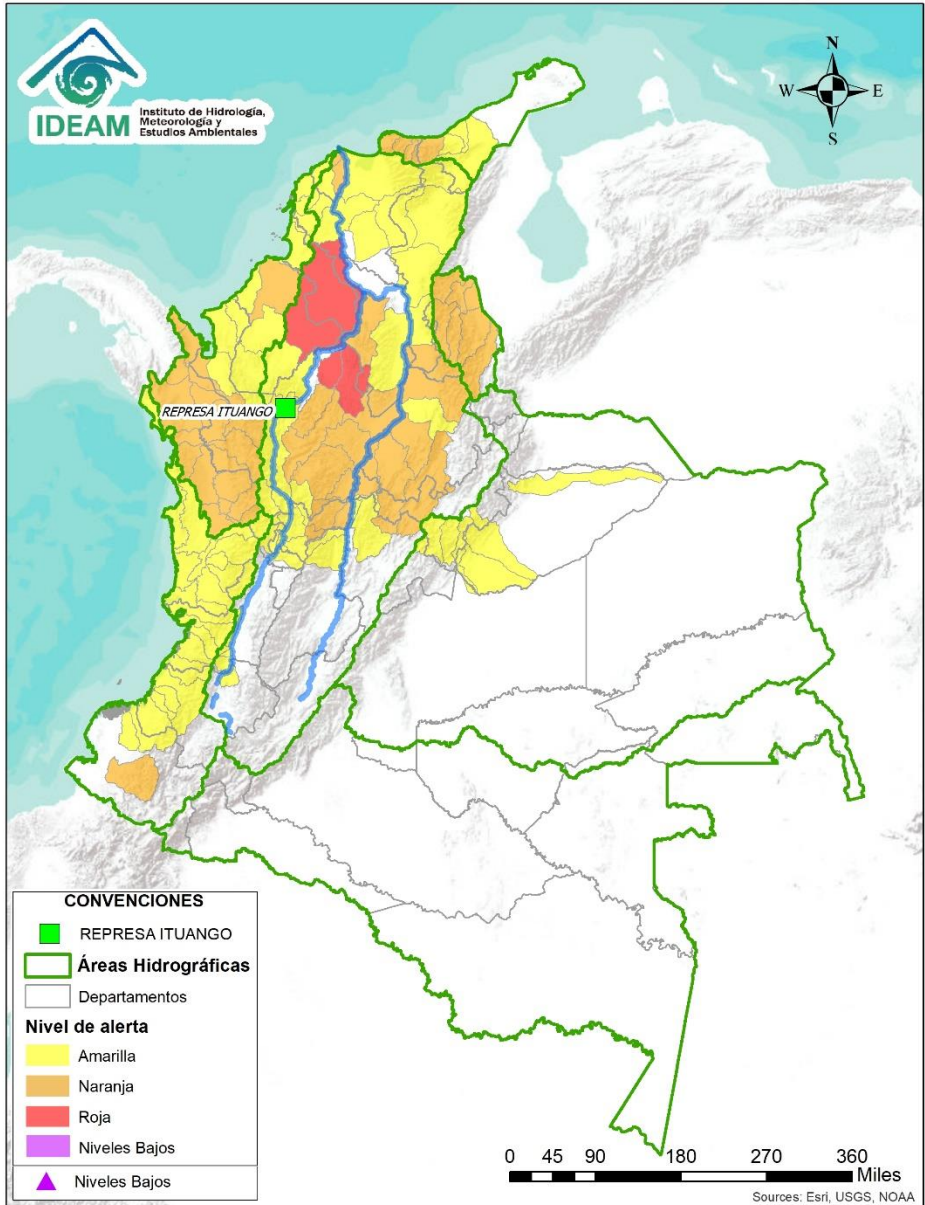 IDEAM
Instituto de Hidrología,
Meteorología y
Estudios Ambientales
N
W
E
S
REPRESA ITUANGO
CONVENCIONES
REPRESA ITUANGO
Áreas Hidrográficas
Departamentos
Nivel de alerta
Amarilla
Naranja
Roja
Niveles Bajos
Niveles Bajos
0 45 90 180 270 360
Miles
Sources: Esri, USGS, NOAA